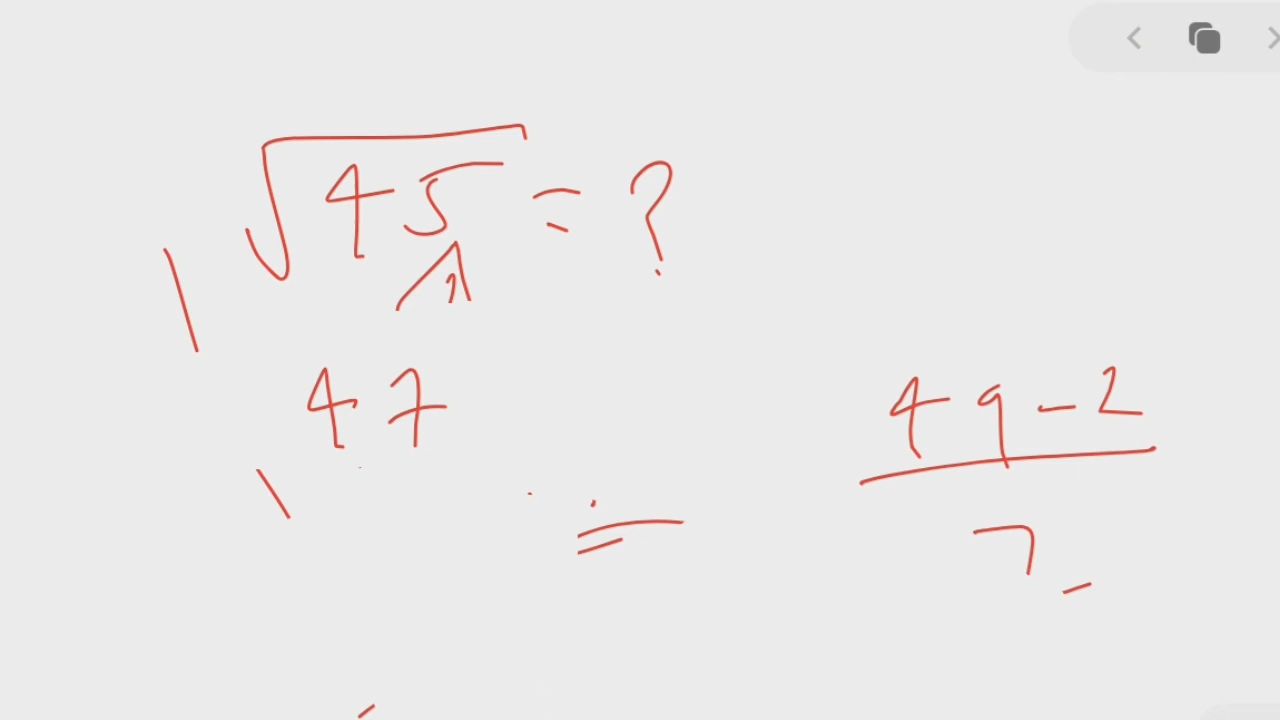 √45 = ?
47
49-2
7